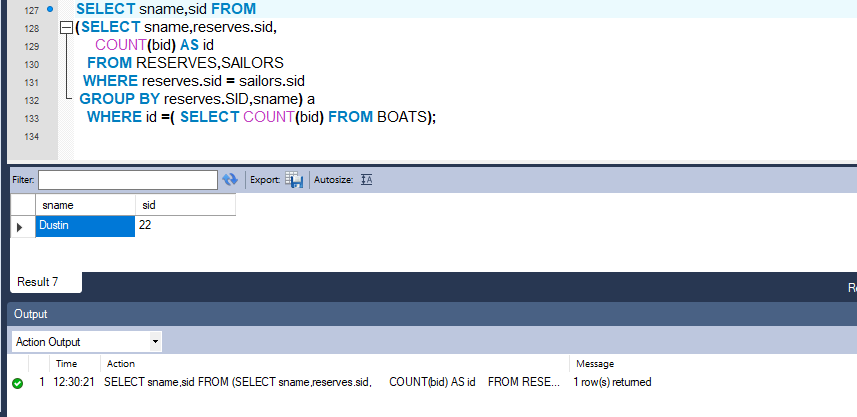 127 SELECT sname,sid FROM
128 (SELECT sname,reserves.sid,
129 COUNT(bid) AS id
130 FROM RESERVES,SAILORS
131 WHERE reserves.sid = sailors.sid
132 GROUP BY reserves.SID,sname) a
133 WHERE id =( SELECT COUNT(bid) FROM BOATS);
134
Filter: Export: Autosize:
sname sid
Dustin 22
Result 7 Re
Output
Action Output
Time Action Message
1 12:30:21 SELECT sname,sid FROM (SELECT sname,reserves.sid, COUNT(bid) AS id FROM RESE... 1 row(s) returned